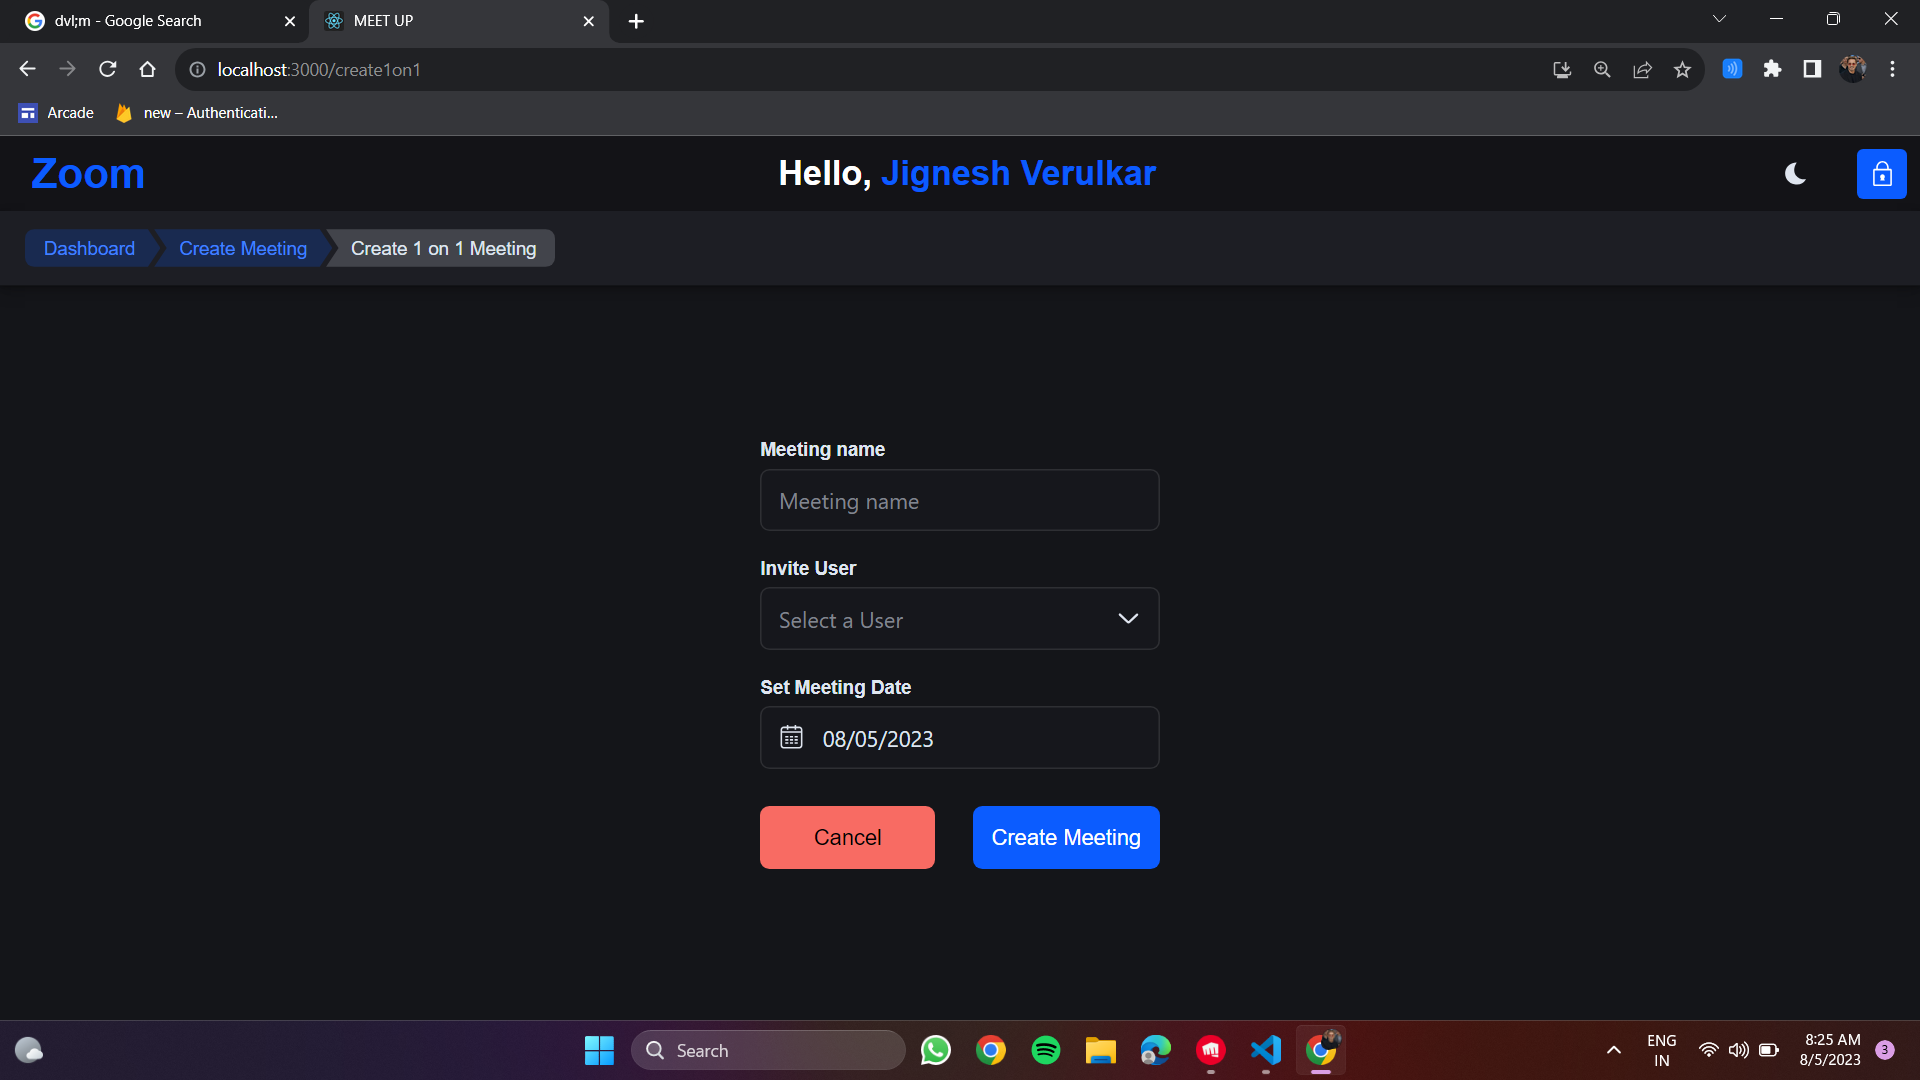 dvl;m - Google Search
MEET UP
localhost:3000/create1on1
Arcade
new – Authenticati...
Zoom
Hello, Jignesh Verulkar
Dashboard
Create Meeting
Create 1 on 1 Meeting
Meeting name
Meeting name
Invite User
Select a User
Set Meeting Date
08/05/2023
Cancel
Create Meeting
Search
ENG
IN
8:25 AM
8/5/2023
3